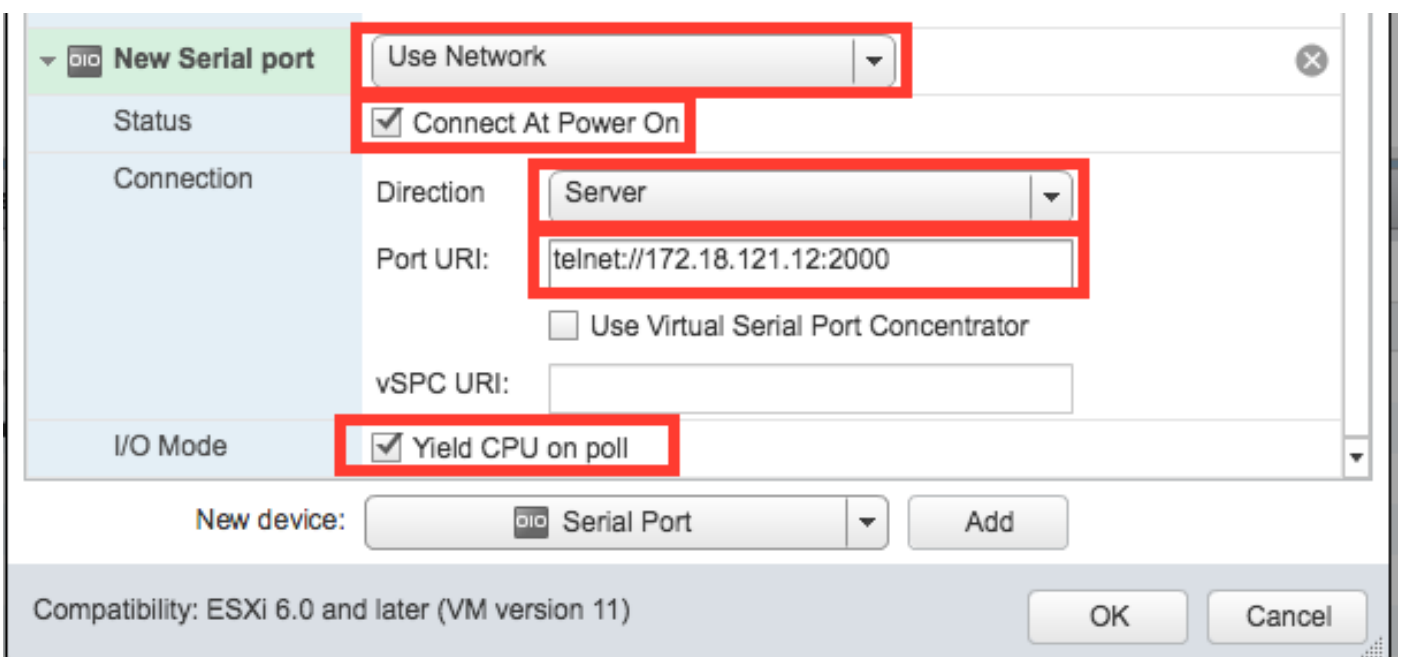 New Serial port Use Network
Status Connect At Power On
Connection Direction Server
Port URI: telnet://172.18.121.12:2000
Use Virtual Serial Port Concentrator
vSPC URI:
I/O Mode Yield CPU on poll
New device: Serial Port Add
Compatibility: ESXi 6.0 and later (VM version 11) OK Cancel